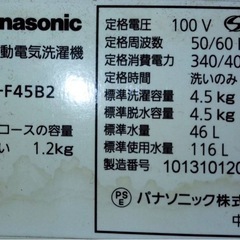 nasonic
動電気洗濯機
-F45B2
コースの容量
い 1.2kg
定格電圧 100 V
定格周波数 50/60
定格消費電力 340/40
定格時間 洗いのみ
標準洗濯容量 4.5 k
標準脱水容量 4.5 k
標準水量 46 L
標準使用水量 116 L
製造番号 101310120
PS
E
パナソニック株式
中